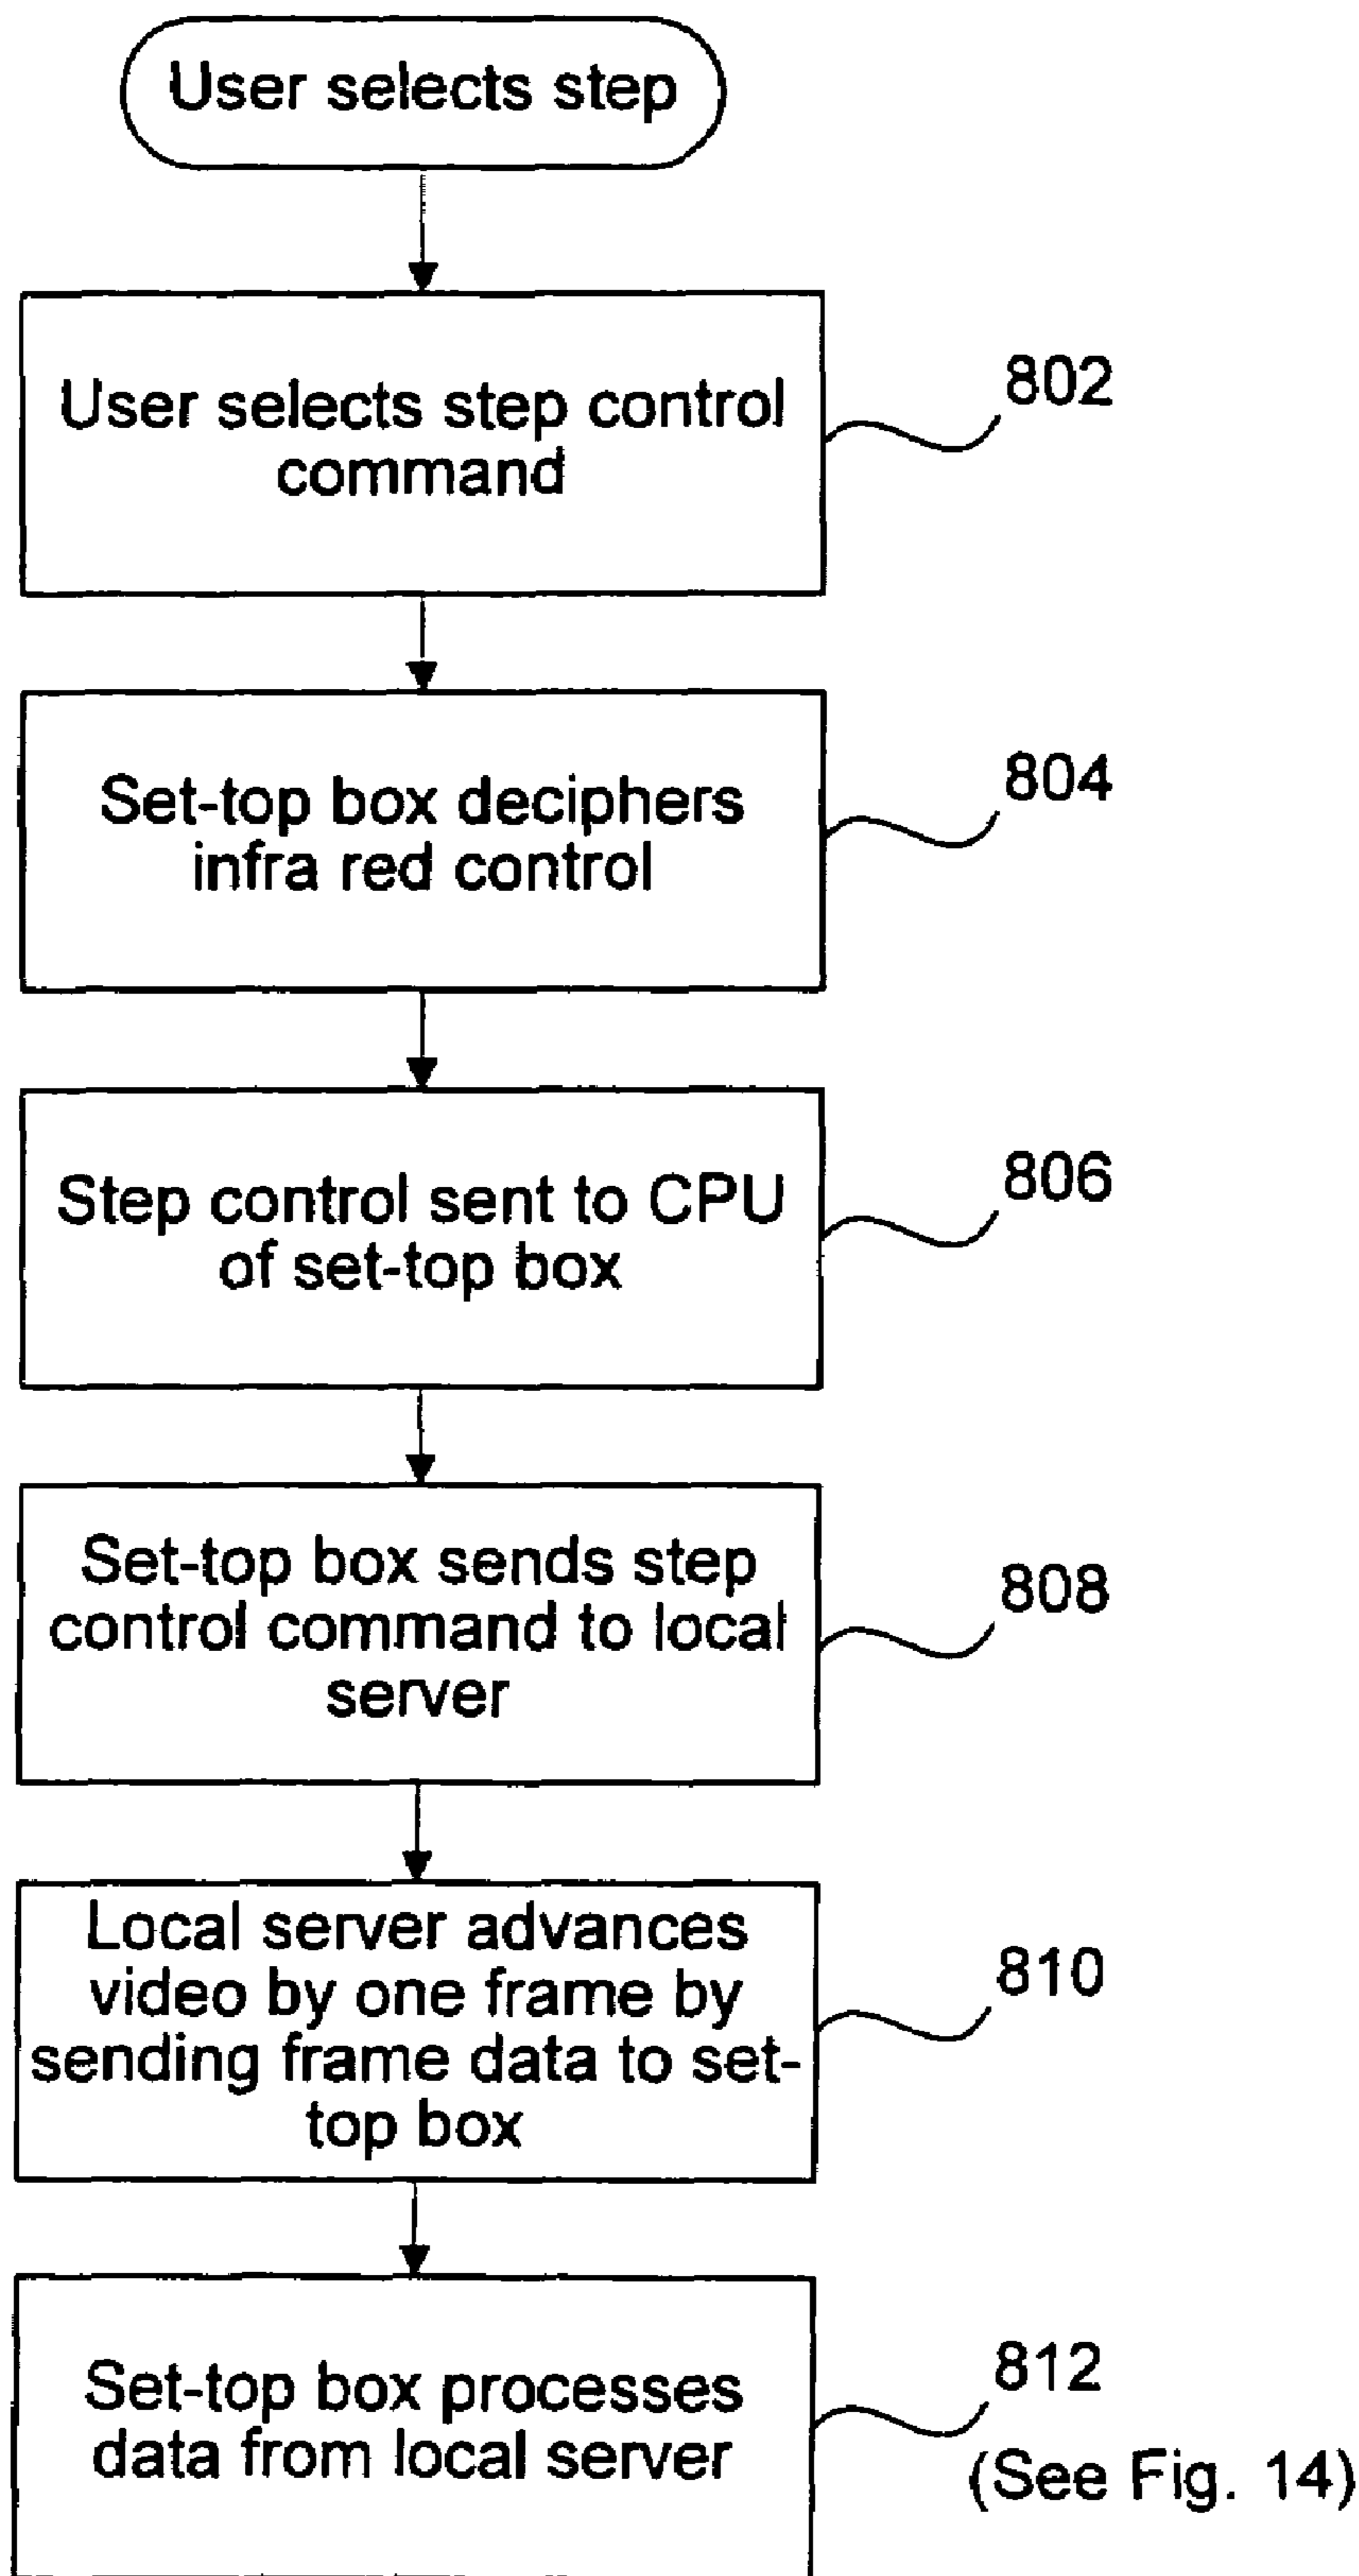 User selects step
User selects step control
command
802
Set-top box deciphers
infra red control
804
Step control sent to CPU
of set-top box
806
Set-top box sends step
control command to local
server
808
Local server advances
video by one frame by
sending frame data to set-
top box
810
Set-top box processes
data from local server
812
(See Fig. 14)